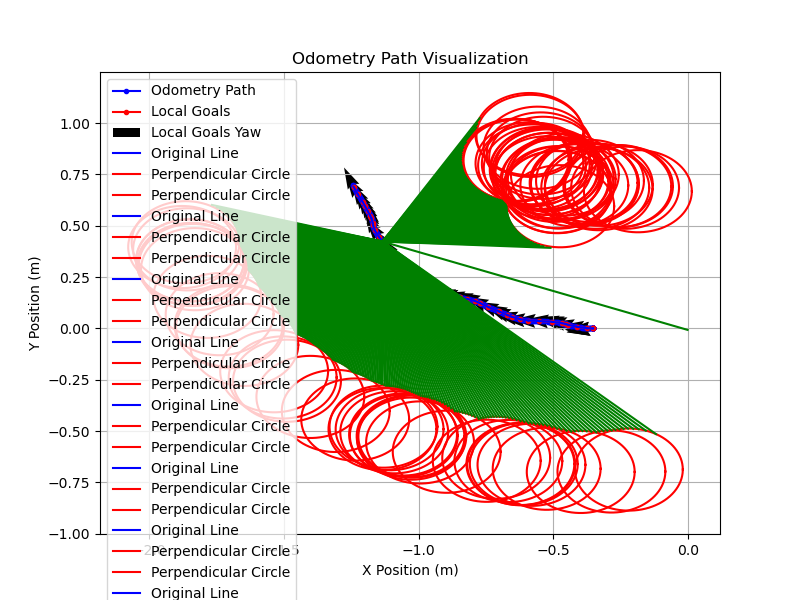 Odometry Path Visualization
Odometry Path
Local Goals
Local Goals Yaw
Original Line
Perpendicular Circle
Perpendicular Circle
Original Line
Perpendicular Circle
Perpendicular Circle
Original Line
Perpendicular Circle
Perpendicular Circle
Original Line
Perpendicular Circle
Perpendicular Circle
Original Line
Perpendicular Circle
Perpendicular Circle
Original Line
Perpendicular Circle
Perpendicular Circle
Original Line
Perpendicular Circle
Perpendicular Circle
Original Line
1.00
0.75
0.50
0.25
0.00
−0.25
−0.50
−0.75
−1.00
Y Position (m)
−1.0
−0.5
0.0
X Position (m)